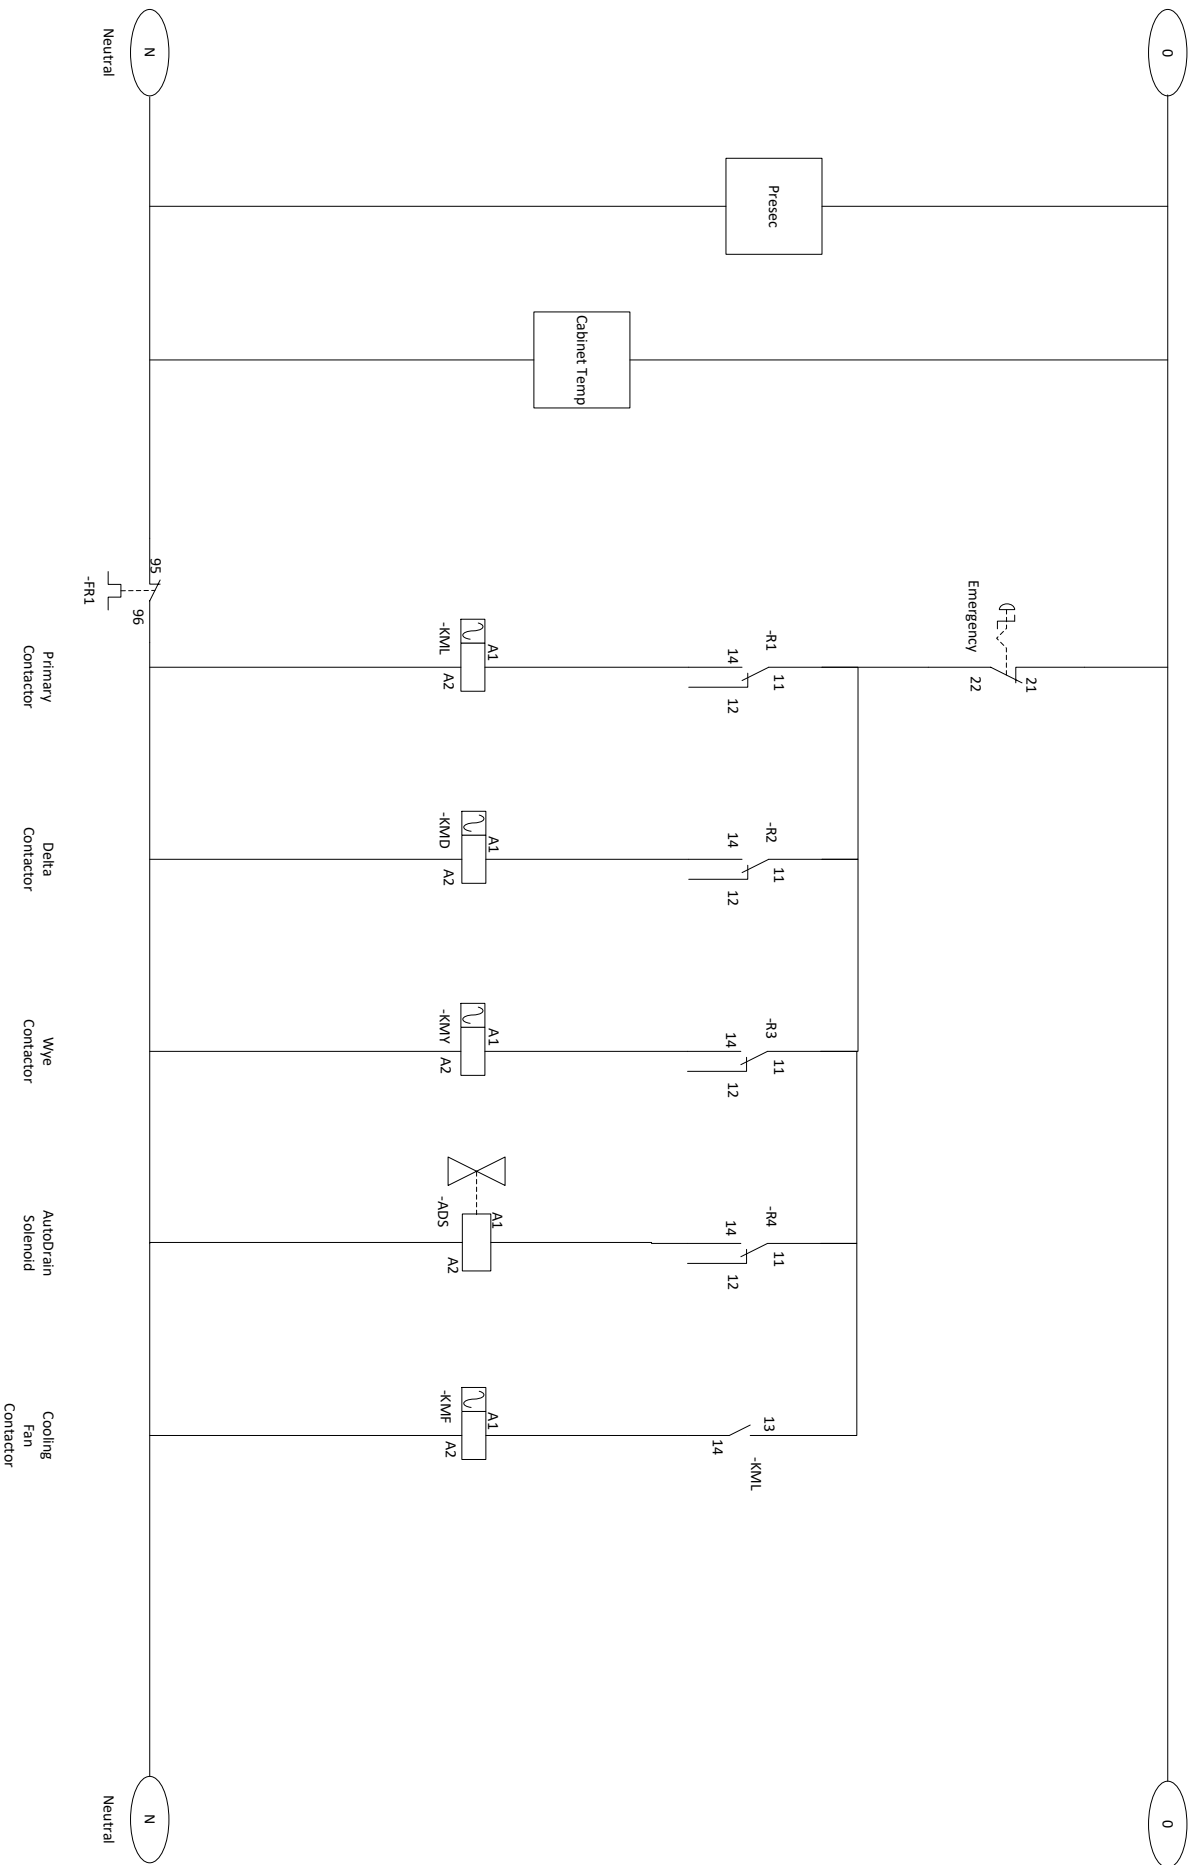 0
0
21
22
Emergency
Presec
Cabinet Temp
-R1
11
14
12
-R2
11
14
12
-R3
11
14
12
-R4
11
14
12
13
14
-KML
A1
A2
-KML
A1
A2
-KMD
A1
A2
-KMY
A1
A2
-ADS
A1
A2
-KMF
N
Neutral
95
96
-FR1
N
Neutral
Primary
Contactor
Delta
Contactor
Wye
Contactor
AutoDrain
Solenoid
Cooling
Fan
Contactor